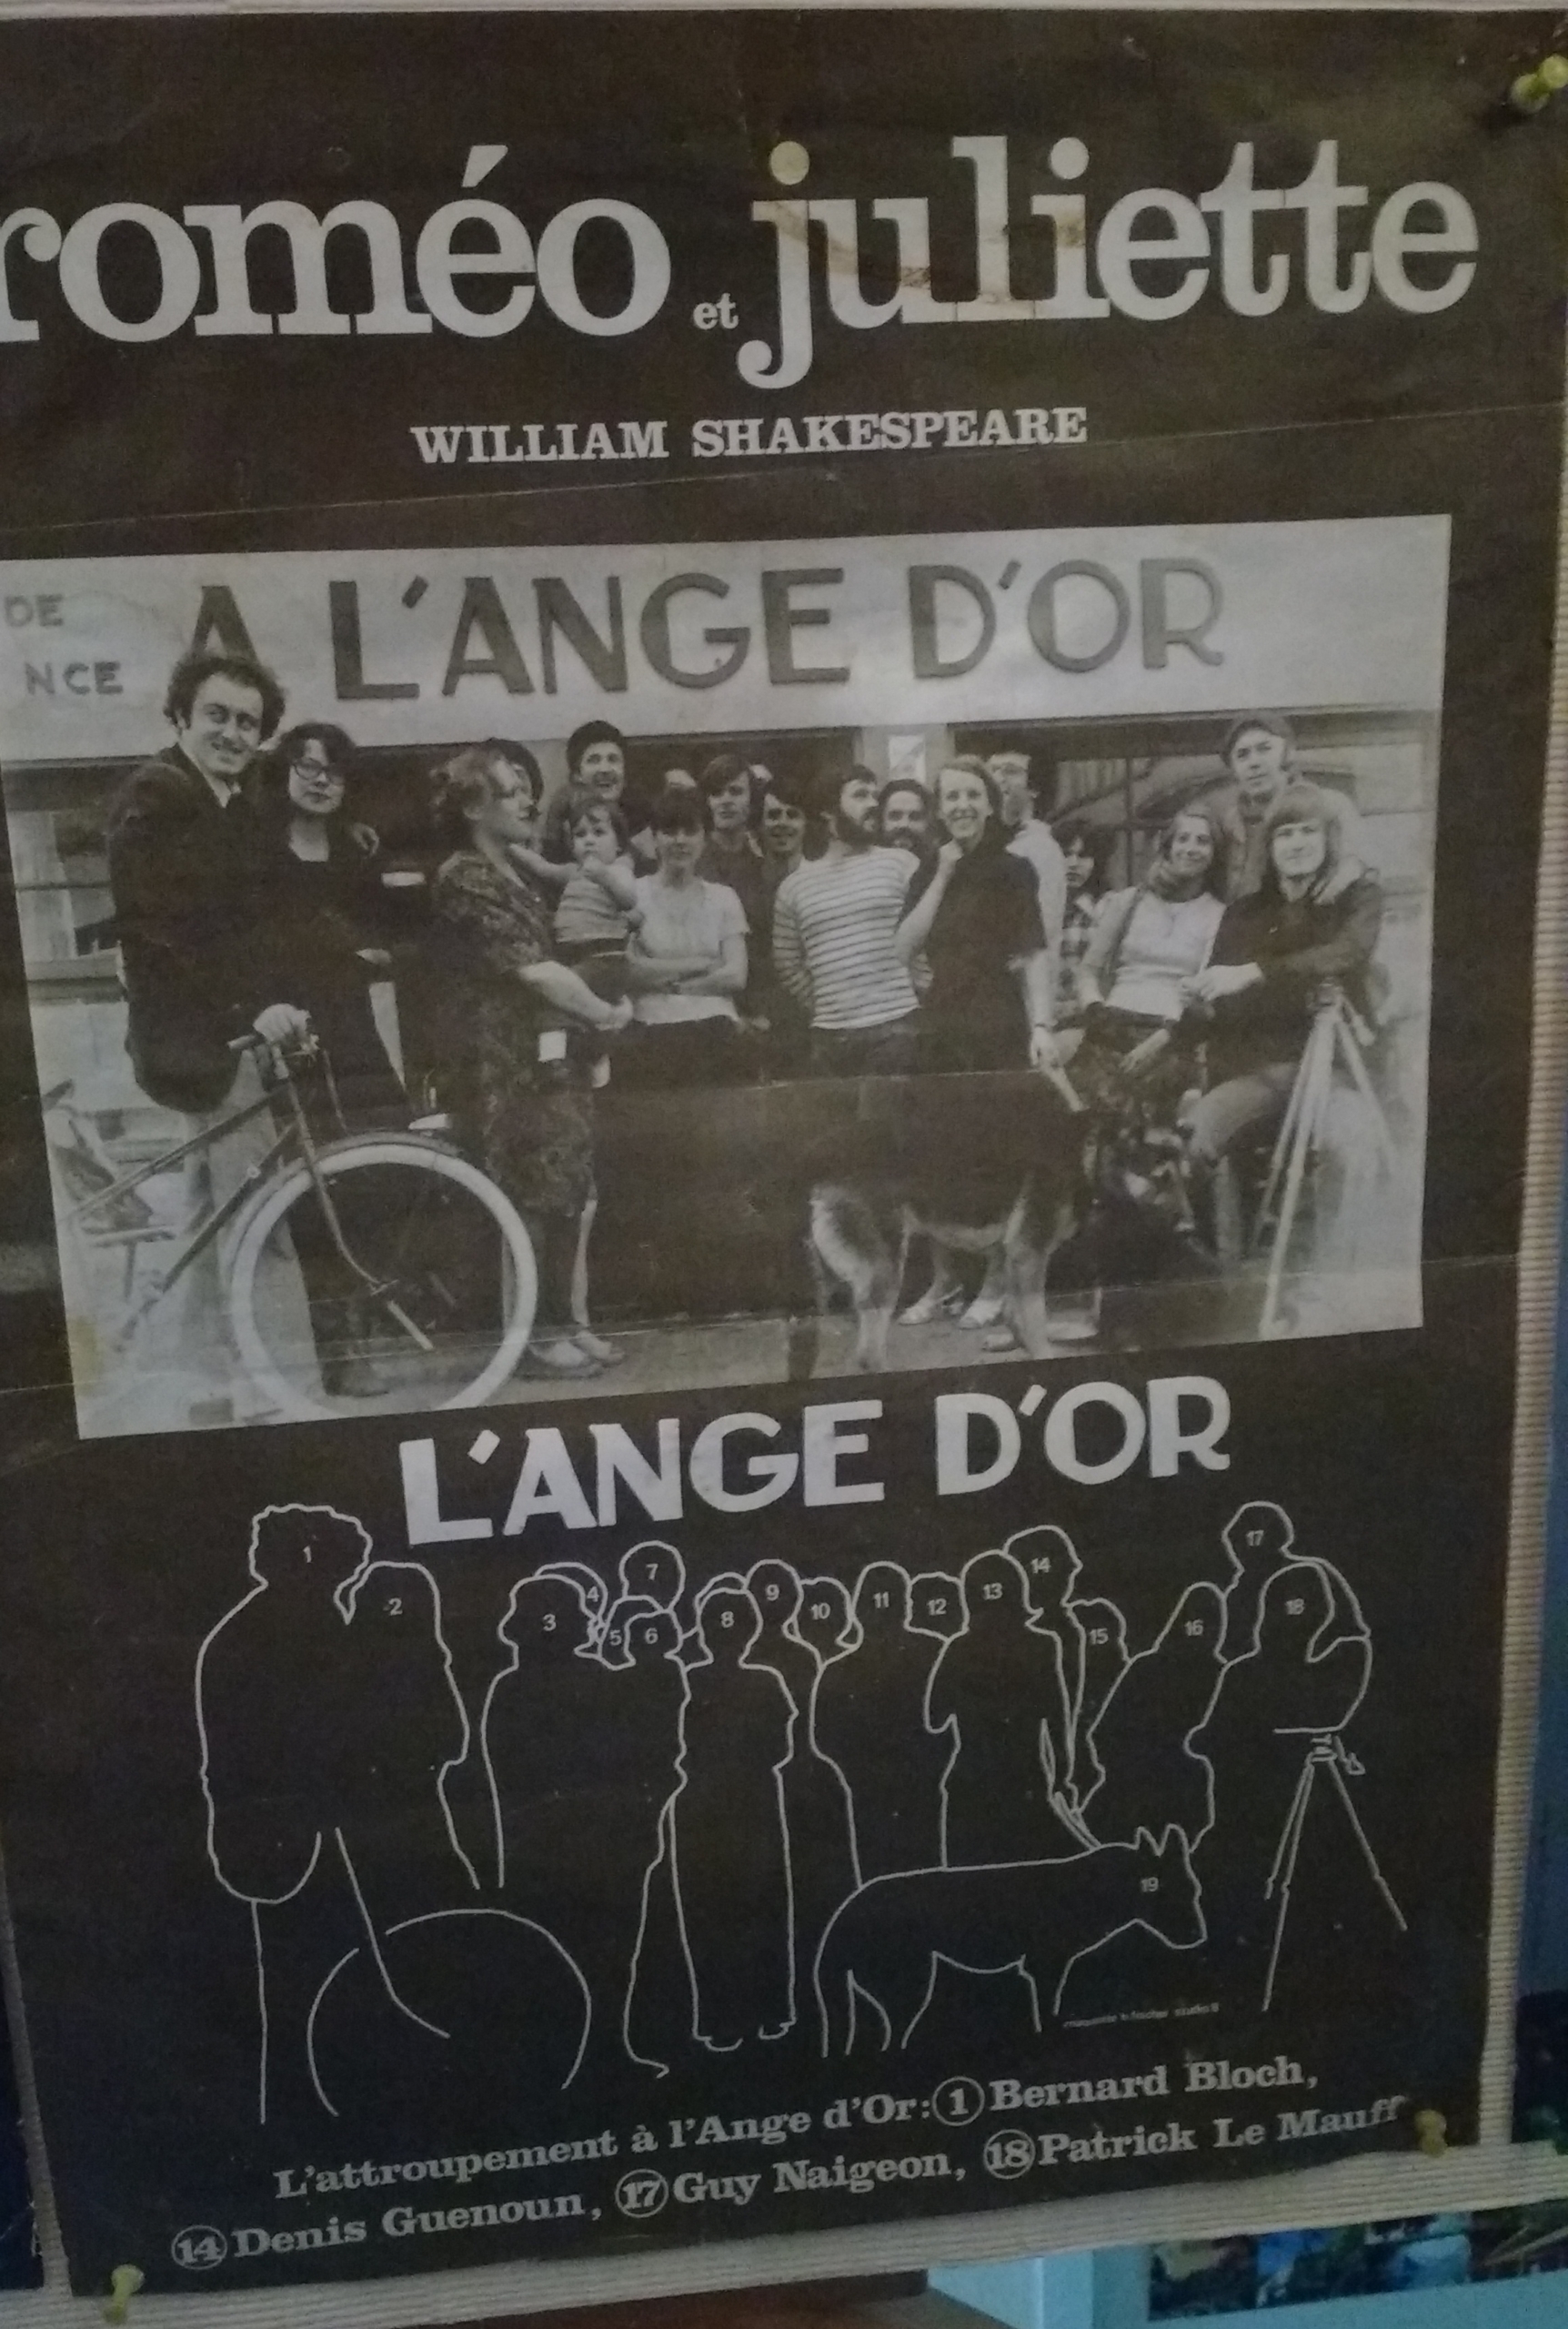 roméo et juliette
WILLIAM SHAKESPEARE
DE
NCE
A L'ANGE D'OR
L'ANGE D'OR
1
2
3
4
5
6
7
8
9
10
11
12
13
14
15
16
17
18
19
L'attroupement à l'Ange d'Or: 1 Bernard Bloch,
14 Denis Guenoun, 17 Guy Naigeon, 18 Patrick Le Mauff